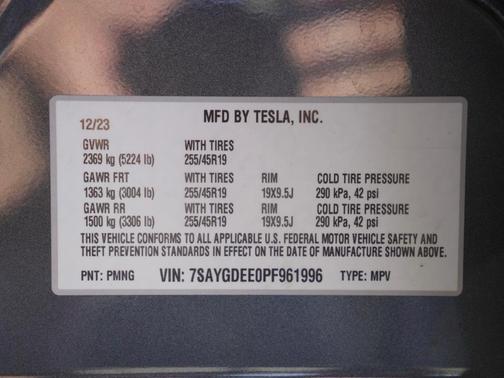 MFD BY TESLA, INC.
12/23
GVWR WITH TIRES
2369 kg (5224 lb) 255/45R19
GAWR FRT WITH TIRES RIM COLD TIRE PRESSURE
1363 kg (3004 lb) 255/45R19 19X9.5J 290 kPa, 42 psi
GAWR RR WITH TIRES RIM COLD TIRE PRESSURE
1500 kg (3306 lb) 255/45R19 19X9.5J 290 kPa, 42 psi
THIS VEHICLE CONFORMS TO ALL APPLICABLE U.S. FEDERAL MOTOR VEHICLE SAFETY AND
THEFT PREVENTION STANDARDS IN EFFECT ON THE DATE OF MANUFACTURE SHOWN ABOVE.
PNT: PMNG VIN: 7SAYGDEE0PF961996 TYPE: MPV